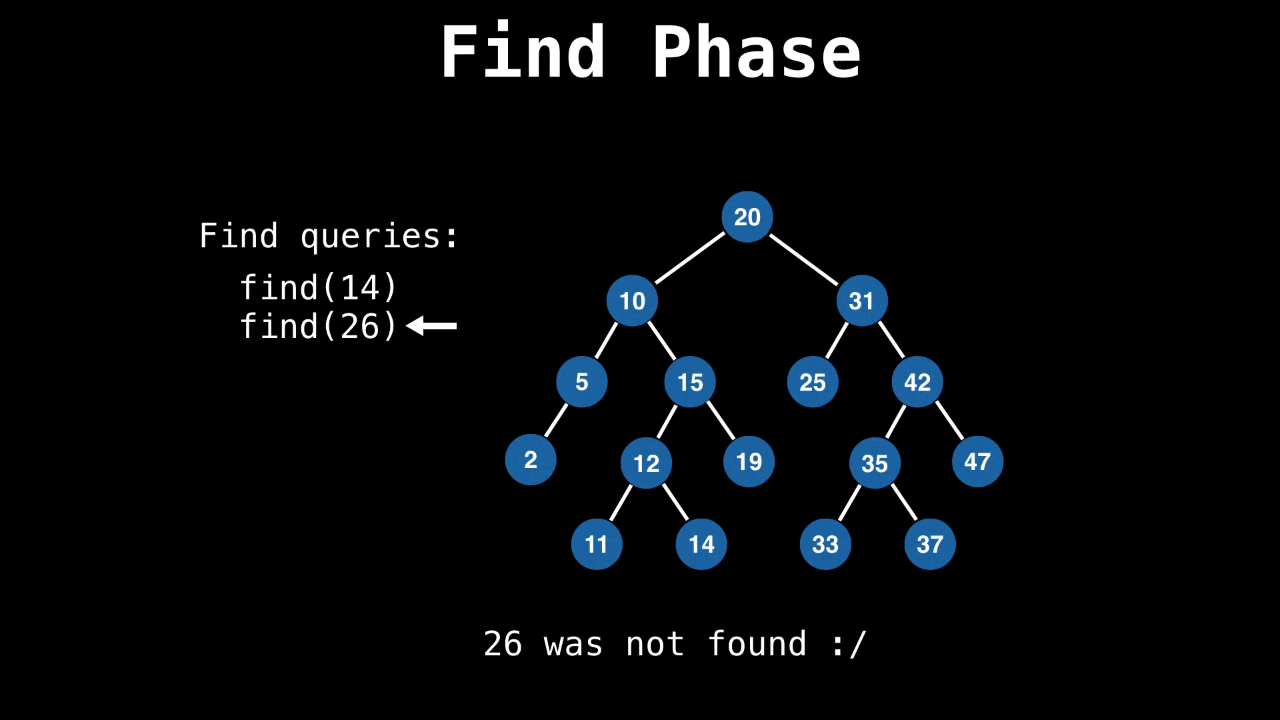 Find Phase
Find queries:
find(14)
find(26)
20
10 31
5 15 25 42
2 12 19 35 47
11 14 33 37
26 was not found :/